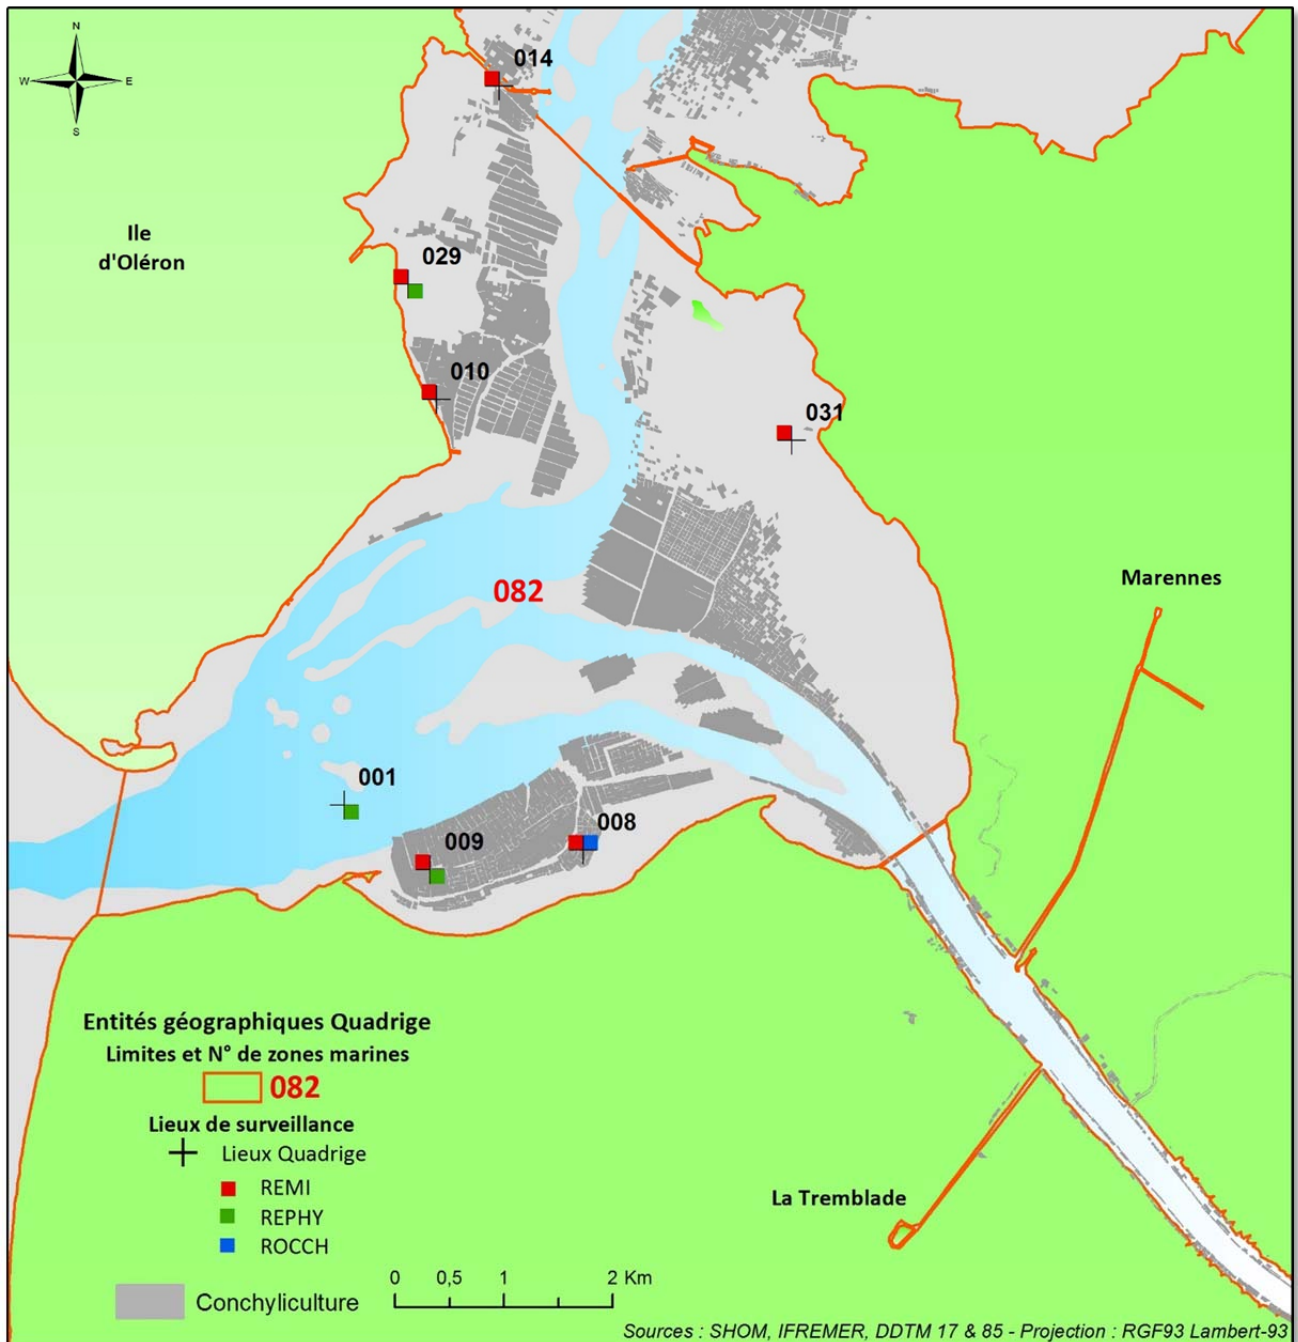 N
W
E
S
014
Ile
d'Oléron
029
010
031
082
Marennes
001
008
009
Entités géographiques Quadrige
Limites et N° de zones marines
082
Lieux de surveillance
Lieux Quadrige
REMI
REPHY
ROCCH
La Tremblade
0 0,5 1 2 Km
Conchyliculture
Sources : SHOM, IFREMER, DDTM 17 & 85 - Projection : RGF93 Lambert-93